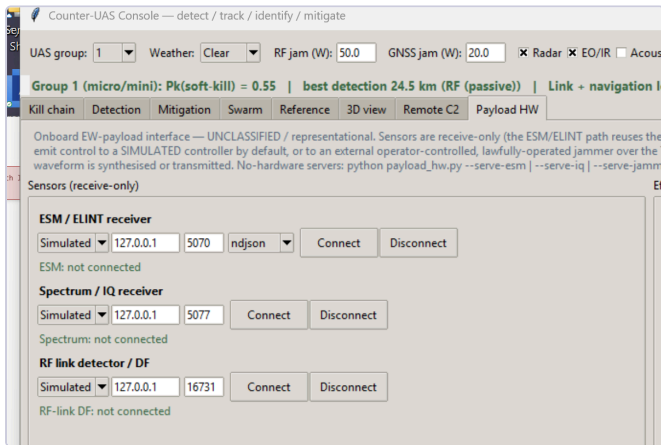 Counter-UAS Console — detect / track / identify / mitigate
UAS group: 1 Weather: Clear RF jam (W): 50.0 GNSS jam (W): 20.0 Radar EO/IR Acous
Group 1 (micro/mini): Pk(soft-kill) = 0.55 | best detection 24.5 km (RF (passive)) | Link + navigation l
Kill chain Detection Mitigation Swarm Reference 3D view Remote C2 Payload HW
Onboard EW-payload interface — UNCLASSIFIED / representational. Sensors are receive-only (the ESM/ELINT path reuses the
emit control to a SIMULATED controller by default, or to an external operator-controlled, lawfully-operated jammer over the
waveform is synthesised or transmitted. No-hardware servers: python payload_hw.py --serve-esm | --serve-iq | --serve-jamm
Sensors (receive-only)
ESM / ELINT receiver
Simulated 127.0.0.1 5070 ndjson Connect Disconnect
ESM: not connected
Spectrum / IQ receiver
Simulated 127.0.0.1 5077 Connect Disconnect
Spectrum: not connected
RF link detector / DF
Simulated 127.0.0.1 16731 Connect Disconnect
RF-link DF: not connected